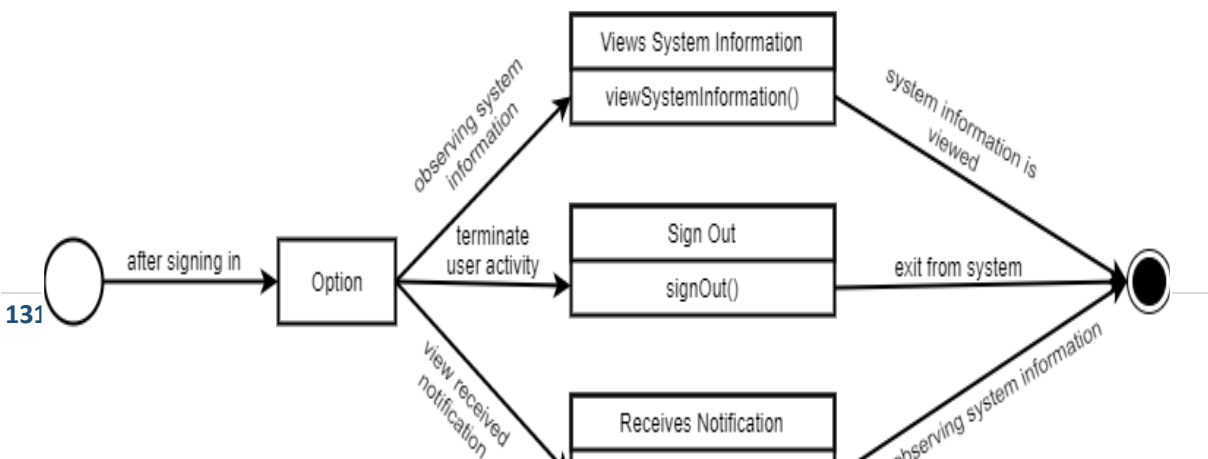 Views System Information
viewSystemInformation()
observing system
information
system information is
viewed
after signing in
Option
terminate
user activity
Sign Out
signOut()
exit from system
131
view received
notification
Receives Notification
observing system information